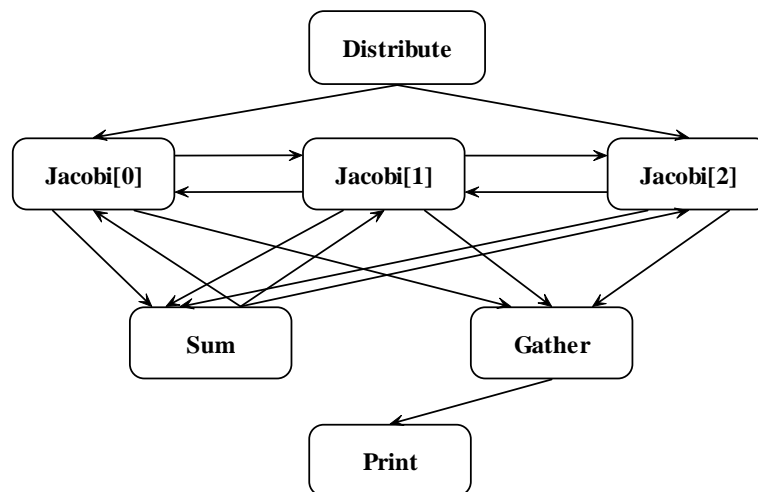 Distribute
Jacobi[0]
Jacobi[1]
Jacobi[2]
Sum
Gather
Print